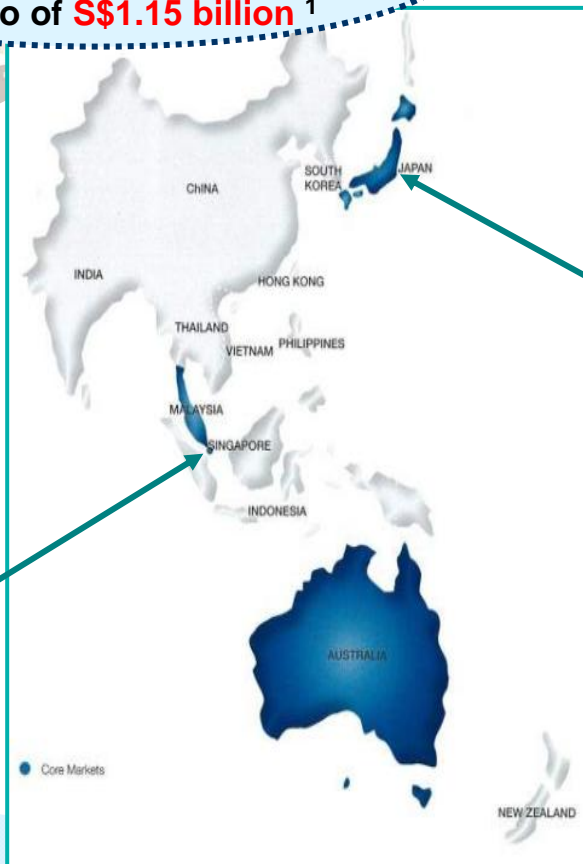 o of S$1.15 billion 1
SOUTH
KOREA
JAPAN
ChINA
INDIA
HONG KONG
THAILAND
VIETNAM
PHILIPPINES
MALAYSIA
SINGAPORE
INDONESIA
AUSTRALIA
Core Markets
NEW ZEALAND